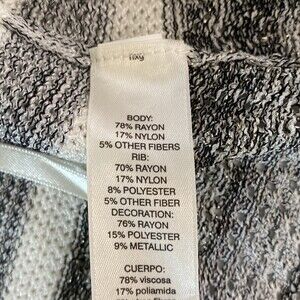 BODY:
78% RAYON
17% NYLON
5% OTHER FIBERS
RIB:
70% RAYON
17% NYLON
8% POLYESTER
5% OTHER FIBER
DECORATION:
76% RAYON
15% POLYESTER
9% METALLIC
CUERPO:
78% viscosa
17% poliamida